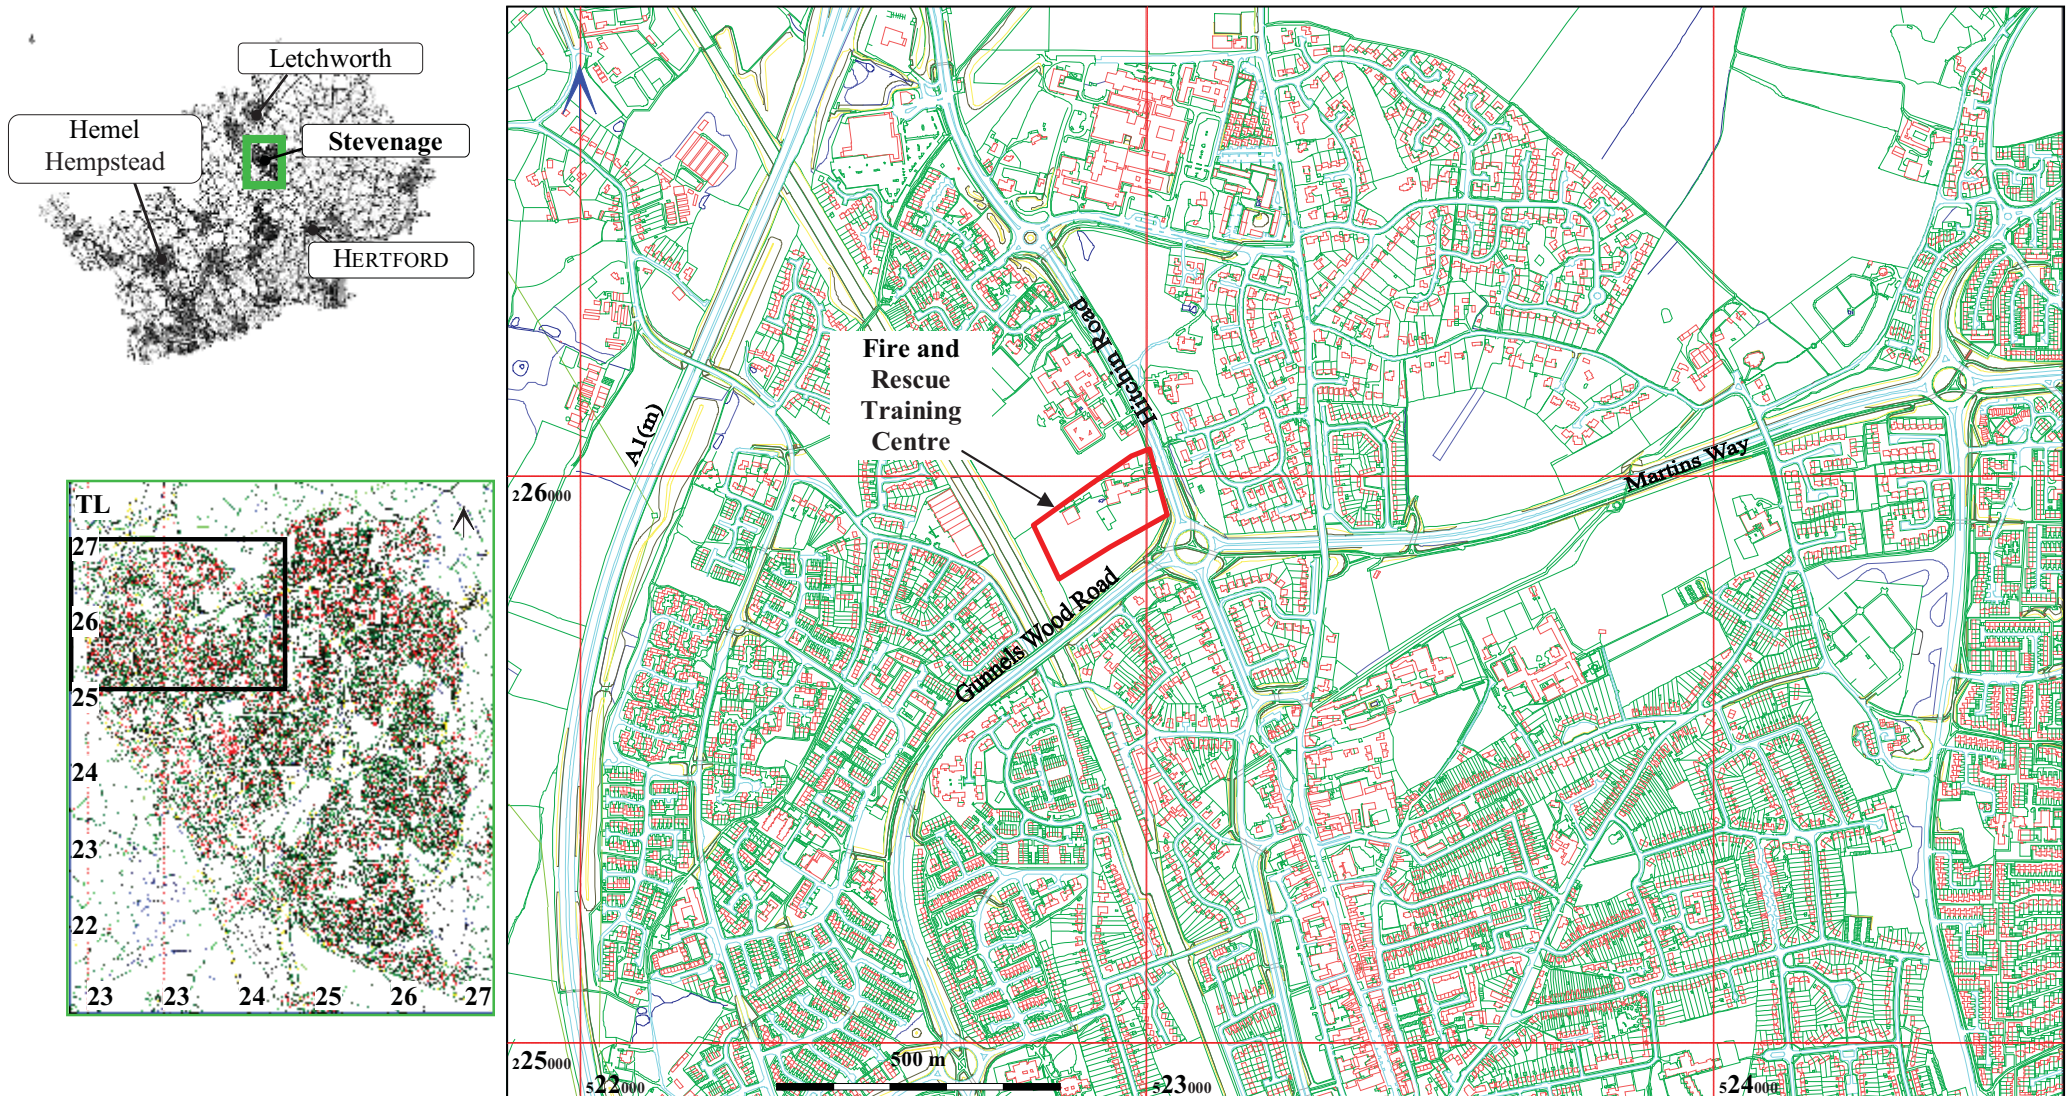 Letchworth
Hemel
Hempstead
Stevenage
HERTFORD
TL
27
26
25
24
23
22
23
23
24
25
26
27
Fire and
Rescue
Training
Centre
Hitchin Road
A1(m)
Martins Way
Gunnels Wood Road
226000
225000
500 m
522000
523000
524000